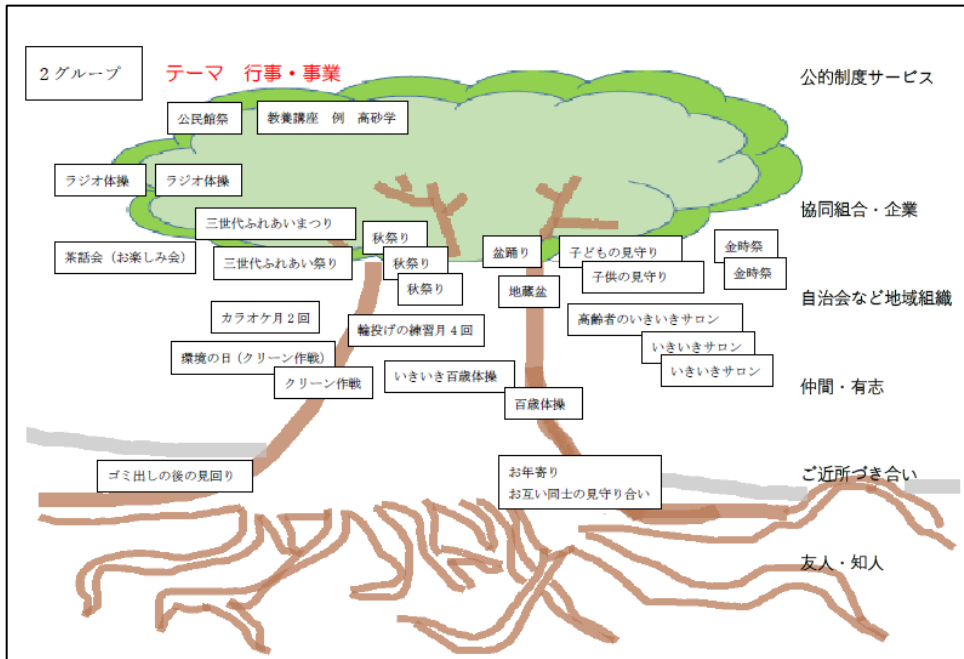 2グループ
テーマ　行事・事業
公的制度サービス
公民館祭
教養講座　例　高砂学
ラジオ体操
ラジオ体操
協同組合・企業
三世代ふれあいまつり
秋祭り
盆踊り
子どもの見守り
金時祭
茶話会（お楽しみ会）
三世代ふれあい祭り
秋祭り
子供の見守り
金時祭
秋祭り
地蔵盆
自治会など地域組織
カラオケ月2回
輪投げの練習月4回
高齢者のいきいきサロン
環境の日（クリーン作戦）
いきいきサロン
クリーン作戦
いきいき百歳体操
いきいきサロン
仲間・有志
百歳体操
ゴミ出しの後の見回り
お年寄り
お互い同士の見守り合い
ご近所づき合い
友人・知人